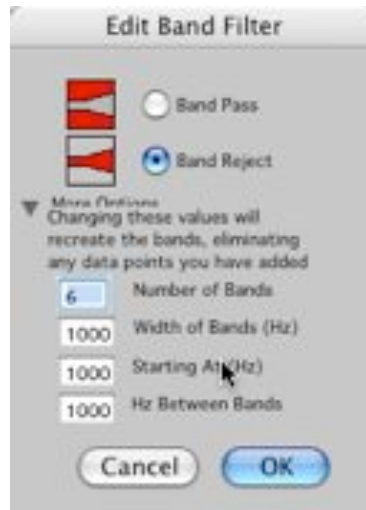 Edit Band Filter
Band Pass
Band Reject
More Options
Changing these values will
recreate the bands, eliminating
any data points you have added
6 Number of Bands
1000 Width of Bands (Hz)
1000 Starting At (Hz)
1000 Hz Between Bands
Cancel OK